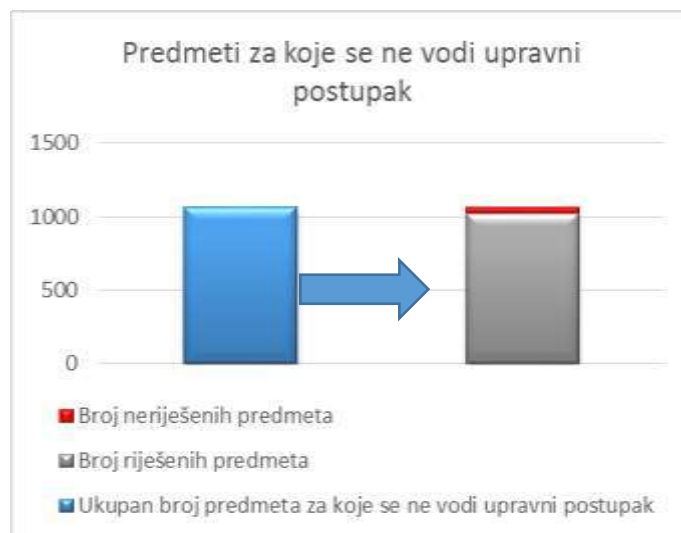 Predmeti za koje se ne vodi upravni
postupak
1500
1000
500
0
Broj neriješenih predmeta
Broj riješenih predmeta
Ukupan broj predmeta za koje se ne vodi upravni postupak